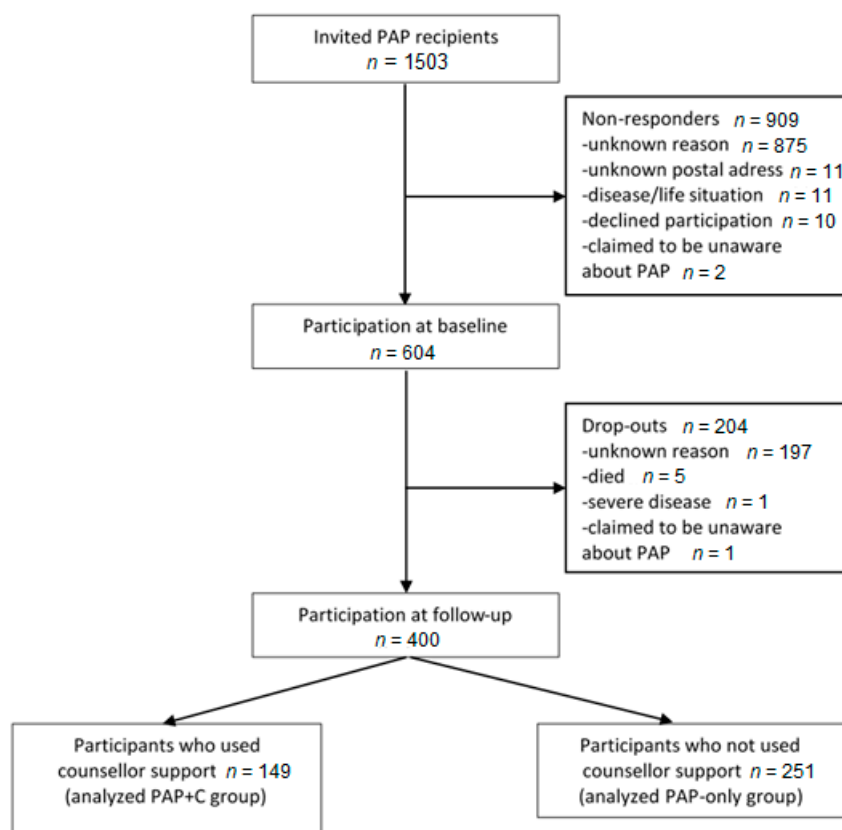 Invited PAP recipients
n = 1503
Non-responders n = 909
-unknown reason n = 875
-unknown postal adress n = 11
-disease/life situation n = 11
-declined participation n = 10
-claimed to be unaware
about PAP n = 2
Participation at baseline
n = 604
Drop-outs n = 204
-unknown reason n = 197
-died n = 5
-severe disease n = 1
-claimed to be unaware
about PAP n = 1
Participation at follow-up
n = 400
Participants who used
counsellor support n = 149
(analyzed PAP+C group)
Participants who not used
counsellor support n = 251
(analyzed PAP-only group)